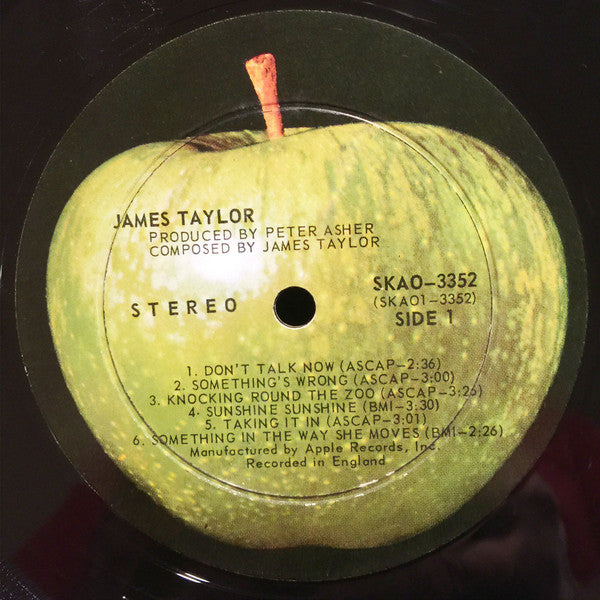 JAMES TAYLOR
PRODUCED BY PETER ASHER
COMPOSED BY JAMES TAYLOR
STEREO
SKAO-3352
(SKAO1-3352)
SIDE 1
1. DON'T TALK NOW (ASCAP-2:36)
2. SOMETHING'S WRONG (ASCAP-3:00)
3. KNOCKING ROUND THE ZOO (ASCAP-3:26)
4. SUNSHINE SUNSHINE (BMI-3:30)
5. TAKING IT IN (ASCAP-3:01)
6. SOMETHING IN THE WAY SHE MOVES (BMI-2:26)
Manufactured by Apple Records, Inc.
Recorded in England